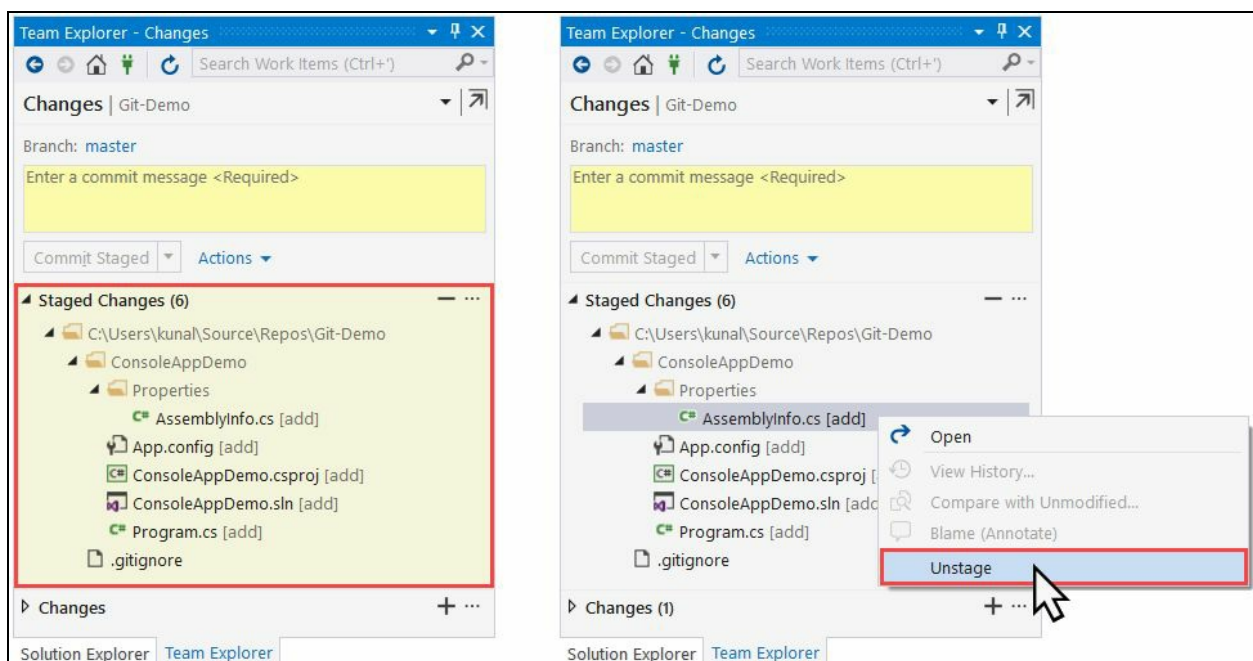 Team Explorer - Changes
Search Work Items (Ctrl+')
Changes | Git-Demo
Branch: master
Enter a commit message <Required>
Commit Staged
Actions
Staged Changes (6)
C:\Users\kunal\Source\Repos\Git-Demo
ConsoleAppDemo
Properties
C# AssemblyInfo.cs [add]
App.config [add]
C# ConsoleAppDemo.csproj [add]
ConsoleAppDemo.sln [add]
C# Program.cs [add]
.gitignore
Changes
Solution Explorer Team Explorer
Team Explorer - Changes
Search Work Items (Ctrl+')
Changes | Git-Demo
Branch: master
Enter a commit message <Required>
Commit Staged
Actions
Staged Changes (6)
C:\Users\kunal\Source\Repos\Git-Demo
ConsoleAppDemo
Properties
C# AssemblyInfo.cs [add]
App.config [add]
C# ConsoleAppDemo.csproj [
ConsoleAppDemo.sln [add
C# Program.cs [add]
.gitignore
Open
View History...
Compare with Unmodified...
Blame (Annotate)
Unstage
Changes (1)
Solution Explorer Team Explorer